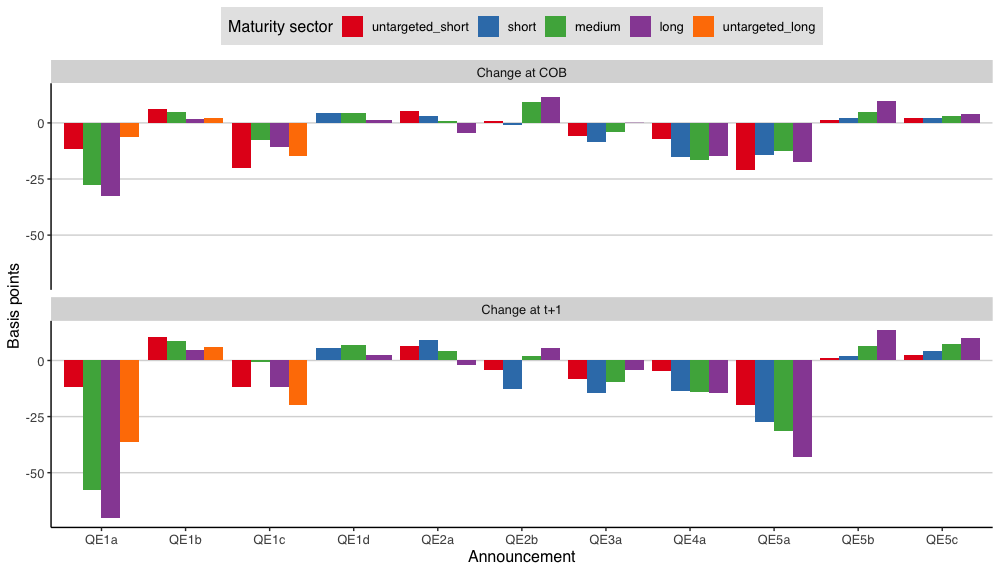 Maturity sector untargeted_short short medium long untargeted_long
Change at COB
0
-25
-50
Change at t+1
0
-25
-50
Basis points
QE1a QE1b QE1c QE1d QE2a QE2b QE3a QE4a QE5a QE5b QE5c
Announcement